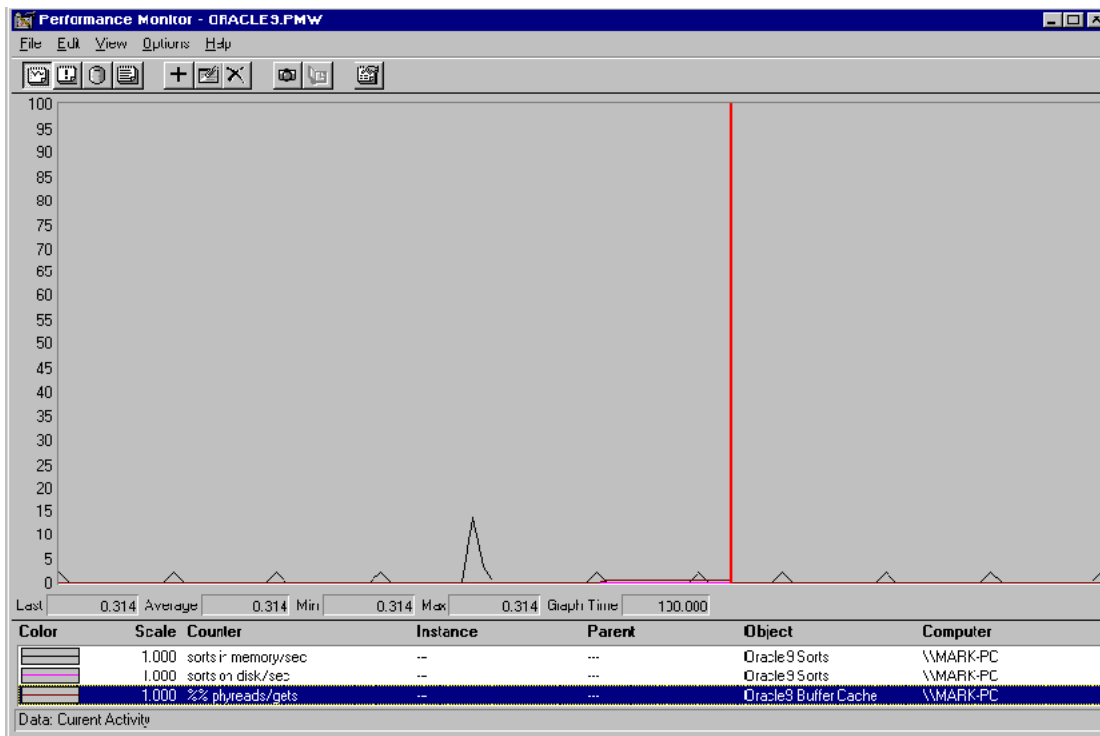 Performance Monitor - ORACLE9.PMW
File Edit View Options Help
100
95
90
85
80
75
70
65
60
55
50
45
40
35
30
25
20
15
10
5
0
Last 0.314 Average 0.314 Min 0.314 Max 0.314 Graph Time 100.000
Color Scale Counter Instance Parent Object Computer
1.000 sorts in memory/sec --- --- Oracle9 Sorts \\MARK-PC
1.000 sorts on disk/sec --- --- Oracle9 Sorts \\MARK-PC
1.000 %% phyreads/gets --- --- Oracle9 Buffer Cache \\MARK-PC
Data: Current Activity